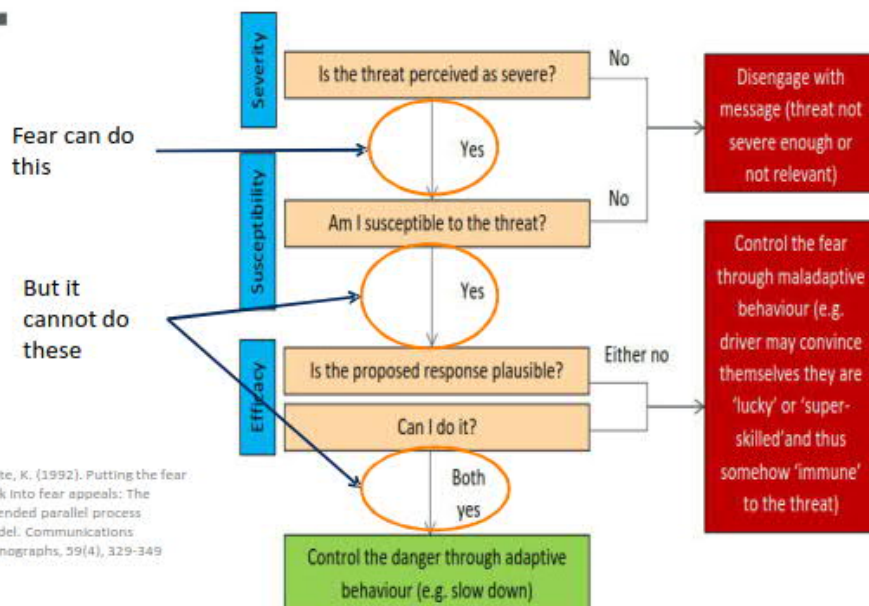 Severity
Is the threat perceived as severe?
No
Disengage with
message (threat not
severe enough or
not relevant)
Fear can do
this
Yes
Susceptibility
No
Am I susceptible to the threat?
Control the fear
through maladaptive
behaviour (e.g.
driver may convince
themselves they are
'lucky' or 'super-
skilled'and thus
somehow 'immune'
to the threat)
But it
cannot do
these
Yes
Efficacy
Is the proposed response plausible?
Either no
Can I do it?
Both
yes
te, K. (1992). Putting the fear
k into fear appeals: The
ended parallel process
del. Communications
nographs, 59(4), 329-349
Control the danger through adaptive
behaviour (e.g. slow down)